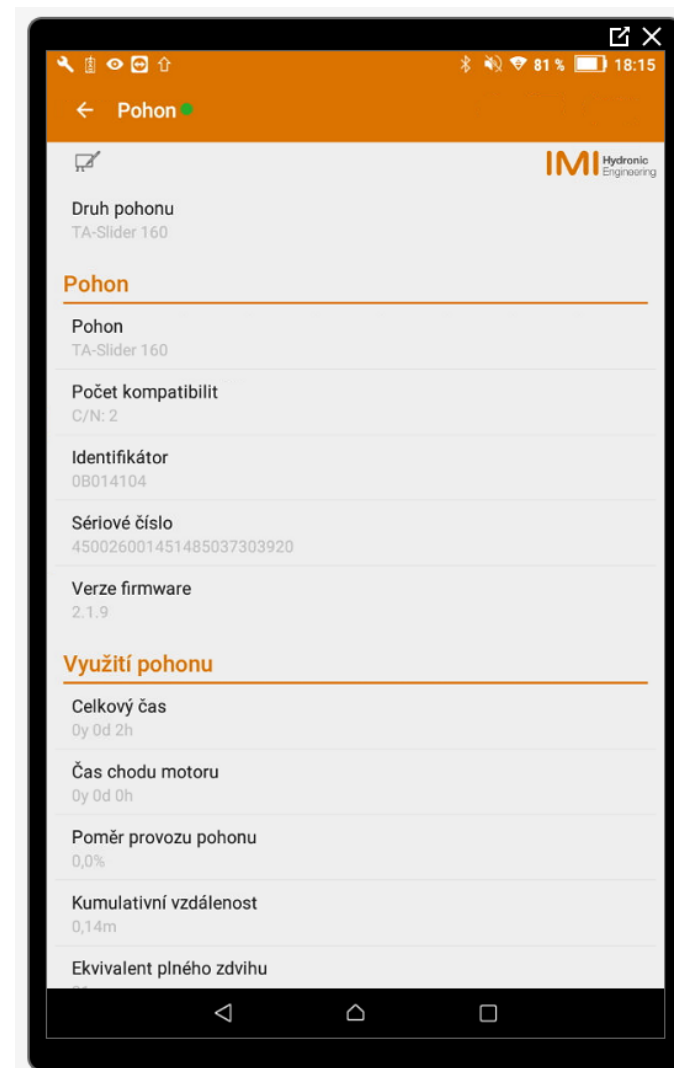 81 % 18:15
Pohon
IMI Hydronic
Engineering
Druh pohonu
TA-Slider 160
Pohon
Pohon
TA-Slider 160
Počet kompatibilit
C/N: 2
Identifikátor
0B014104
Sériové číslo
450026001451485037303920
Verze firmware
2.1.9
Využití pohonu
Celkový čas
0y 0d 2h
Čas chodu motoru
0y 0d 0h
Poměr provozu pohonu
0,0%
Kumulativní vzdálenost
0,14m
Ekvivalent plného zdvihu